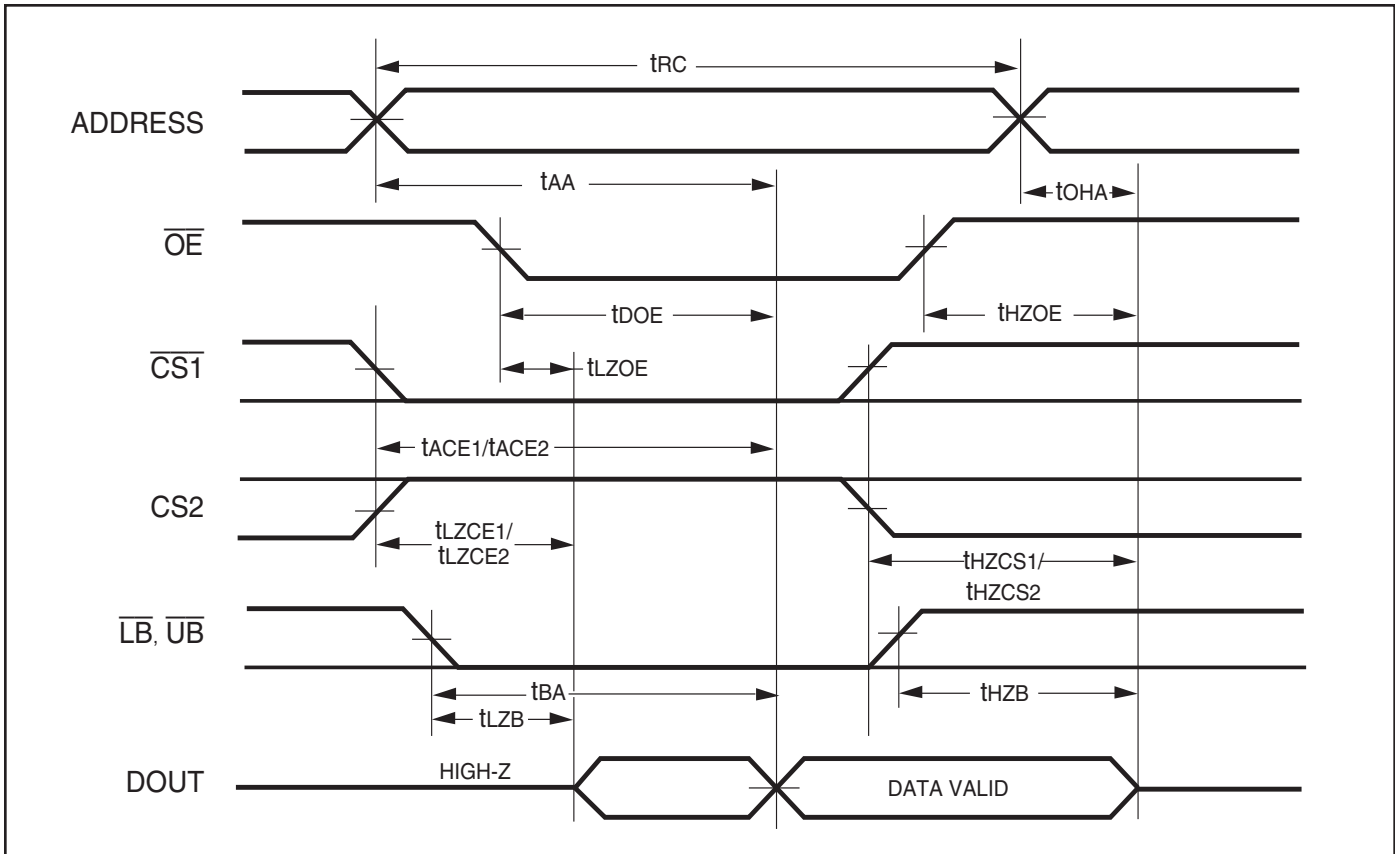 tRC
ADDRESS
tAA
tOHA
OE
tDOE
tHZOE
CS1
tLZOE
tACE1/tACE2
CS2
tLZCE1/
tLZCE2
tHZCS1/
tHZCS2
LB, UB
tBA
tHZB
tLZB
HIGH-Z
DOUT
DATA VALID